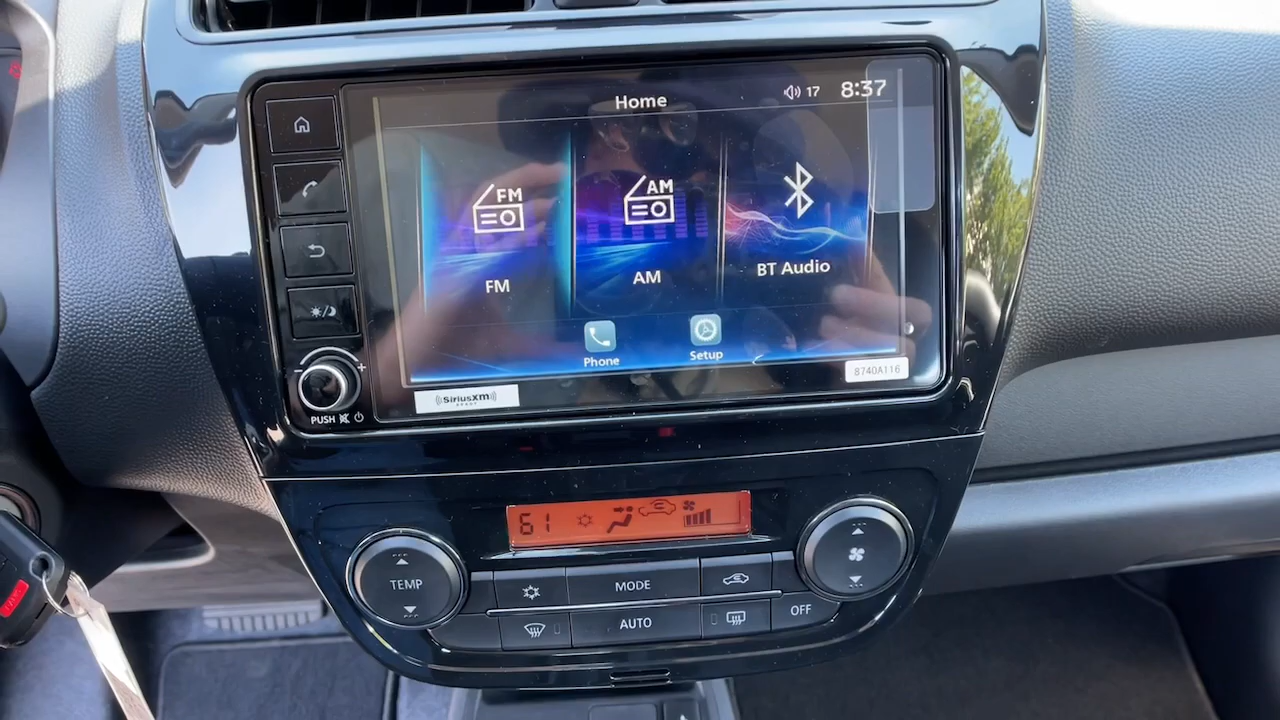 Home
17
8:37
FM
AM
FM
AM
BT Audio
Phone
Setup
8740A116
SiriusXM
READY
PUSH
61
TEMP
MODE
AUTO
OFF